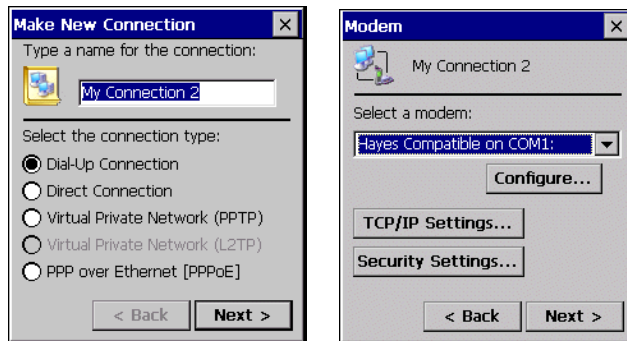 Make New Connection
Type a name for the connection:
My Connection 2
Select the connection type:
Dial-Up Connection
Direct Connection
Virtual Private Network (PPTP)
Virtual Private Network (L2TP)
PPP over Ethernet [PPPoE]
< Back Next >
Modem
My Connection 2
Select a modem:
Hayes Compatible on COM1:
Configure...
TCP/IP Settings...
Security Settings...
< Back Next >